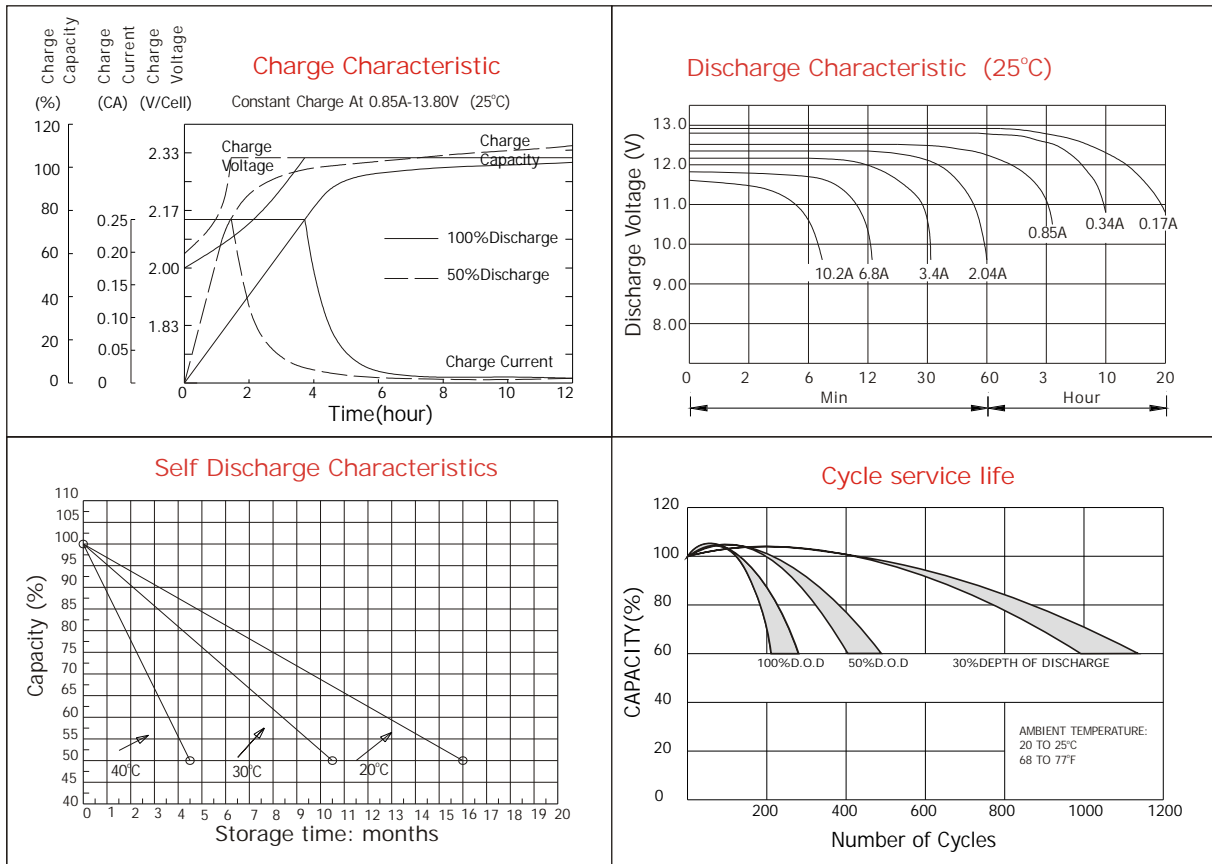 Charge Capacity
Charge Current
Charge Voltage
(%)
(CA)
(V/Cell)
Charge Characteristic
Constant Charge At 0.85A-13.80V (25°C)
120
100
80
60
40
20
0
0.25
0.20
0.15
0.10
0.05
0
2.33
2.17
2.00
1.83
Charge Voltage
Charge Capacity
100%Discharge
50%Discharge
Charge Current
0 2 4 6 8 10 12
Time(hour)
Discharge Characteristic (25°C)
Discharge Voltage (V)
13.0
12.0
11.0
10.0
9.00
8.00
10.2A 6.8A 3.4A 2.04A 0.85A 0.34A 0.17A
0 2 6 12 30 60 3 10 20
Min Hour
Self Discharge Characteristics
Capacity (%)
110
105
100
95
90
85
80
75
70
65
60
55
50
45
40
40°C 30°C 20°C
0 1 2 3 4 5 6 7 8 9 10 11 12 13 14 15 16 17 18 19 20
Storage time: months
Cycle service life
CAPACITY(%)
120
100
80
60
40
20
0
100%D.O.D 50%D.O.D 30%DEPTH OF DISCHARGE
AMBIENT TEMPERATURE:
20 TO 25°C
68 TO 77°F
200 400 600 800 1000 1200
Number of Cycles